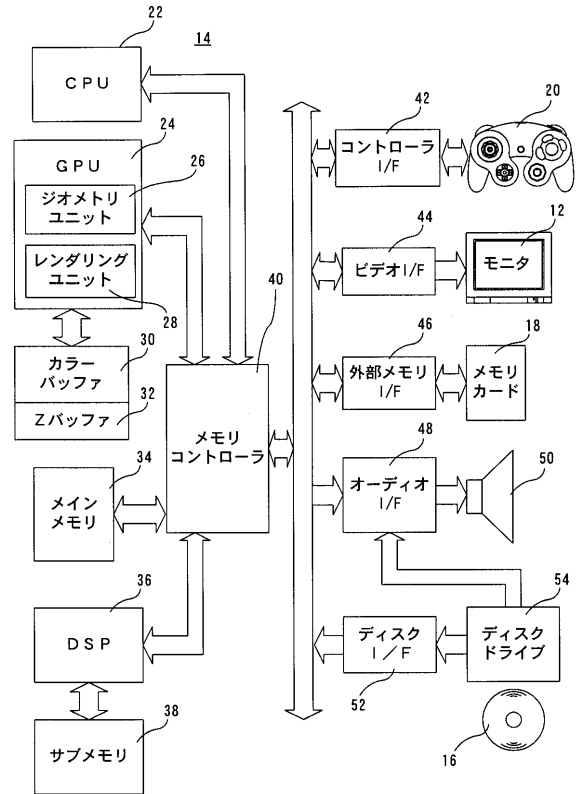 22
14
CPU
24
GPU
26
ジオメトリ
ユニット
レンダリング
ユニット
28
30
カラー
バッファ
32
Zバッファ
34
メイン
メモリ
36
DSP
38
サブメモリ
40
メモリ
コントローラ
42
コントローラ
I/F
20
44
ビデオI/F
12
モニタ
46
外部メモリ
I/F
18
メモリ
カード
48
オーディオ
I/F
50
ディスク
I/F
52
54
ディスク
ドライブ
16